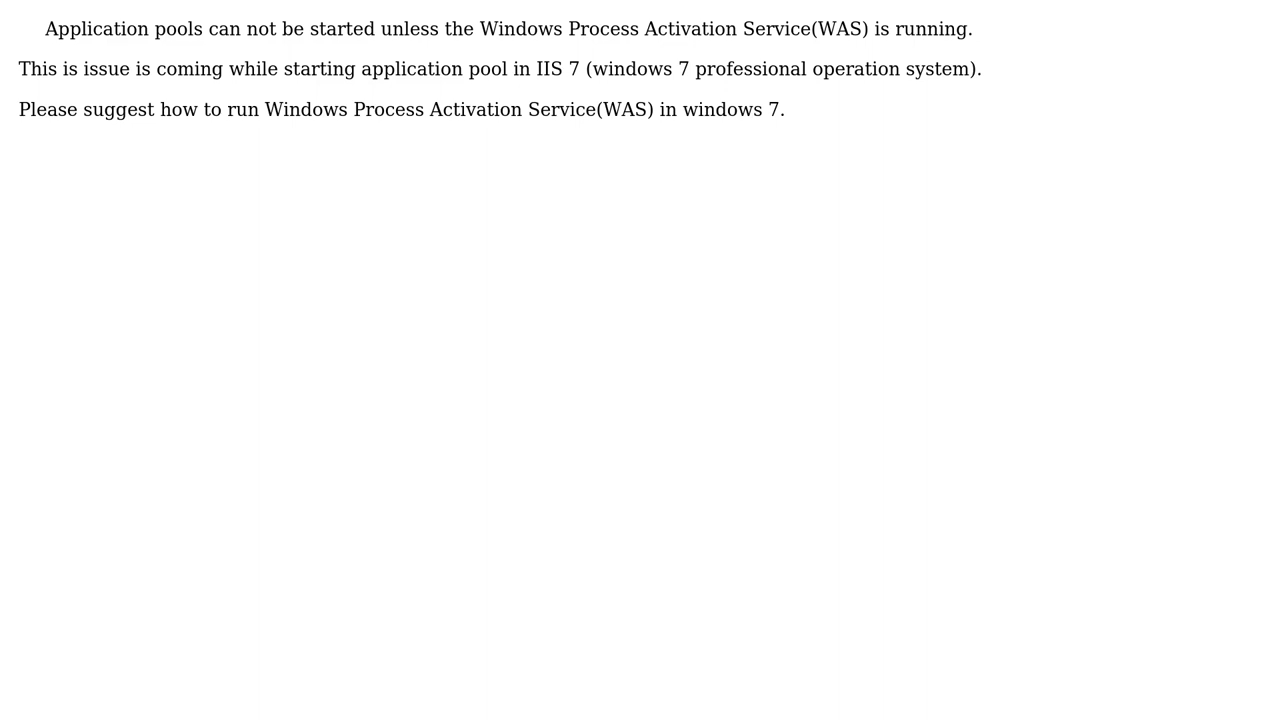 Application pools can not be started unless the Windows Process Activation Service(WAS) is running.
This is issue is coming while starting application pool in IIS 7 (windows 7 professional operation system).
Please suggest how to run Windows Process Activation Service(WAS) in windows 7.